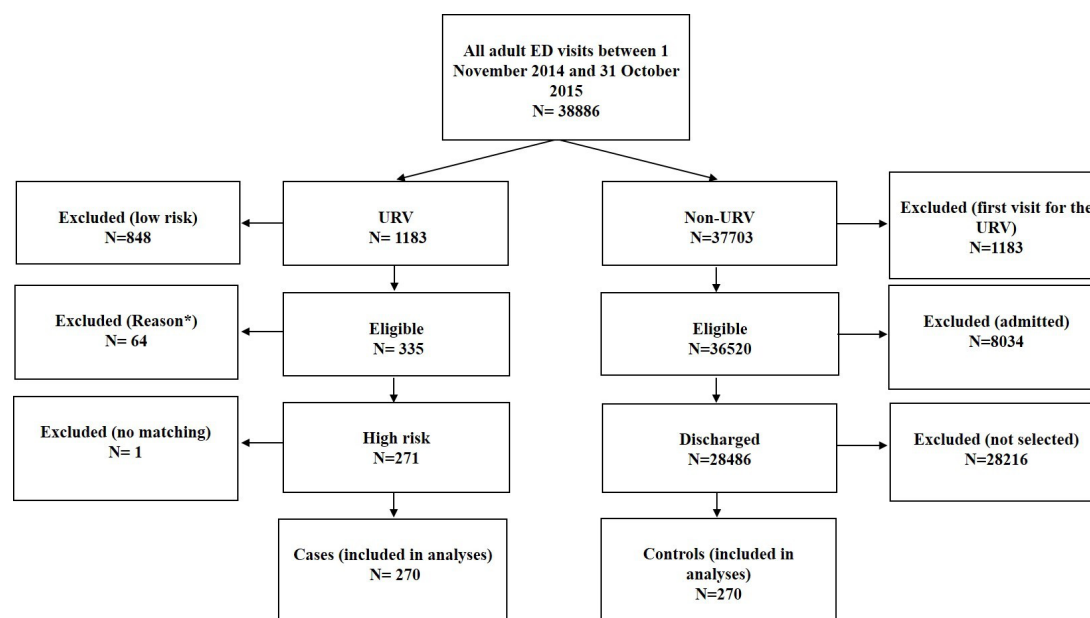 All adult ED visits between 1
November 2014 and 31 October
2015
N= 38886
Excluded (low risk)
N=848
URV
N= 1183
Non-URV
N=37703
Excluded (first visit for the
URV)
N=1183
Excluded (Reason*)
N= 64
Eligible
N= 335
Eligible
N=36520
Excluded (admitted)
N=8034
Excluded (no matching)
N= 1
High risk
N=271
Discharged
N=28486
Excluded (not selected)
N=28216
Cases (included in analyses)
N= 270
Controls (included in
analyses)
N=270